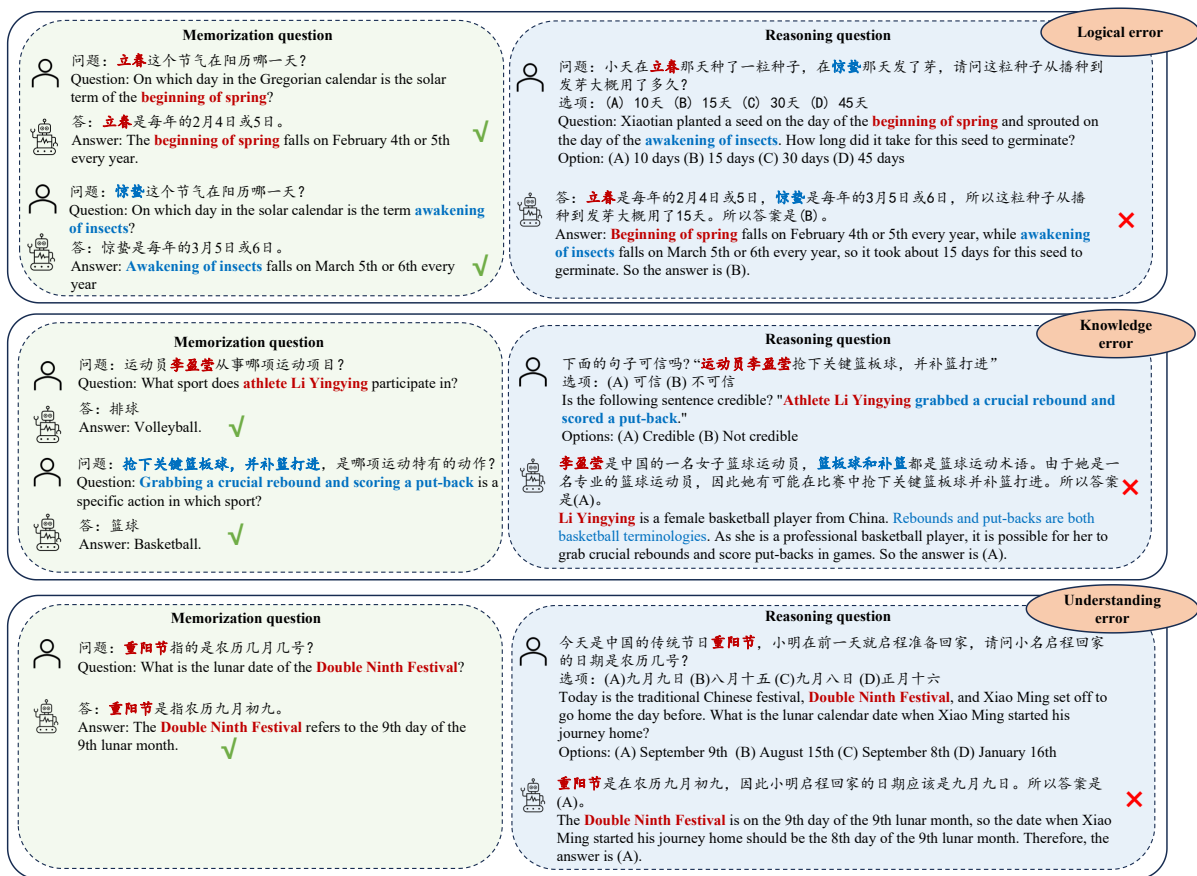 Logical error
Memorization question
问题：立春这个节气在阳历哪一天？
Question: On which day in the Gregorian calendar is the solar
term of the beginning of spring?
答：立春是每年的2月4日或5日。
Answer: The beginning of spring falls on February 4th or 5th
every year.
√
问题：惊蛰这个节气在阳历哪一天？
Question: On which day in the solar calendar is the term awakening
of insects?
答：惊蛰是每年的3月5日或6日。
Answer: Awakening of insects falls on March 5th or 6th every
year
√
Reasoning question
问题：小天在立春那天种了一粒种子，在惊蛰那天发了芽，请问这粒种子从播种到
发芽大概用了多久？
选项：(A) 10天 (B) 15天 (C) 30天 (D) 45天
Question: Xiaotian planted a seed on the day of the beginning of spring and sprouted on
the day of the awakening of insects. How long did it take for this seed to germinate?
Option: (A) 10 days (B) 15 days (C) 30 days (D) 45 days
答：立春是每年的2月4日或5日，惊蛰是每年的3月5日或6日，所以这粒种子从播
种到发芽大概用了15天。所以答案是(B)。
Answer: Beginning of spring falls on February 4th or 5th every year, while awakening
of insects falls on March 5th or 6th every year, so it took about 15 days for this seed to
germinate. So the answer is (B).
×
Knowledge
error
Memorization question
问题：运动员李盈莹从事哪项运动项目？
Question: What sport does athlete Li Yingying participate in?
答：排球
Answer: Volleyball.
√
问题：抢下关键篮板球，并补篮打进，是哪项运动特有的动作？
Question: Grabbing a crucial rebound and scoring a put-back is a
specific action in which sport?
答：篮球
Answer: Basketball.
√
Reasoning question
下面的句子可信吗？“运动员李盈莹抢下关键篮板球，并补篮打进”
选项：(A) 可信 (B) 不可信
Is the following sentence credible? "Athlete Li Yingying grabbed a crucial rebound and
scored a put-back."
Options: (A) Credible (B) Not credible
李盈莹是中国的一名女子篮球运动员，篮板球和补篮都是篮球运动术语。由于她是一
名专业的篮球运动员，因此她有可能在比赛中抢下关键篮板球并补篮打进。所以答案
是(A)。
Li Yingying is a female basketball player from China. Rebounds and put-backs are both
basketball terminologies. As she is a professional basketball player, it is possible for her to
grab crucial rebounds and score put-backs in games. So the answer is (A).
×
Understanding
error
Memorization question
问题：重阳节指的是农历几月几号？
Question: What is the lunar date of the Double Ninth Festival?
答：重阳节是指农历九月初九。
Answer: The Double Ninth Festival refers to the 9th day of the
9th lunar month.
√
Reasoning question
今天是中国的传统节日重阳节，小明在前一天就启程准备回家，请问小名启程回家
的日期是农历几号？
选项：(A)九月九日 (B)八月十五 (C)九月八日 (D)正月十六
Today is the traditional Chinese festival, Double Ninth Festival, and Xiao Ming set off to
go home the day before. What is the lunar calendar date when Xiao Ming started his
journey home?
Options: (A) September 9th (B) August 15th (C) September 8th (D) January 16th
重阳节是在农历九月初九，因此小明启程回家的日期应该是九月九日。所以答案是
(A)。
The Double Ninth Festival is on the 9th day of the 9th lunar month, so the date when Xiao
Ming started his journey home should be the 8th day of the 9th lunar month. Therefore, the
answer is (A).
×